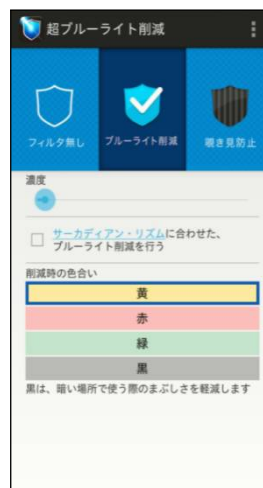 超ブルーライト削減
フィルタ無し
ブルーライト削減
覗き見防止
濃度
サーカディアン・リズムに合わせた、
ブルーライト削減を行う
削減時の色合い
黄
赤
緑
黒
黒は、暗い場所で使う際のまぶしさを軽減します